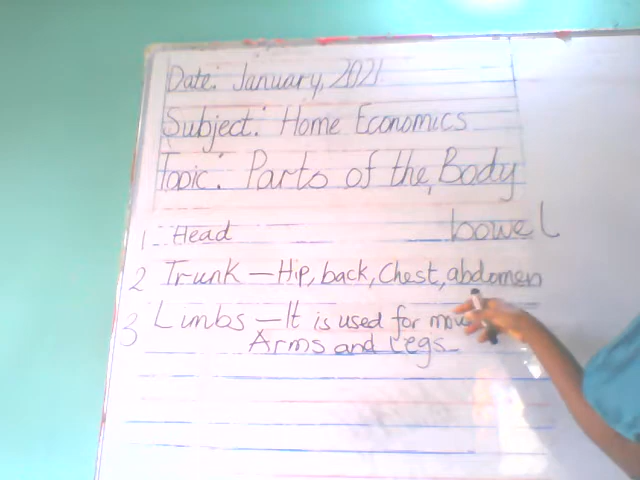 Date: January, 2021
Subject: Home Economics
Topic: Parts of the Body
1. Head
bowel
2 Trunk – Hip, back, Chest, abdomen
3 Limbs – It is used for
Arms and Legs